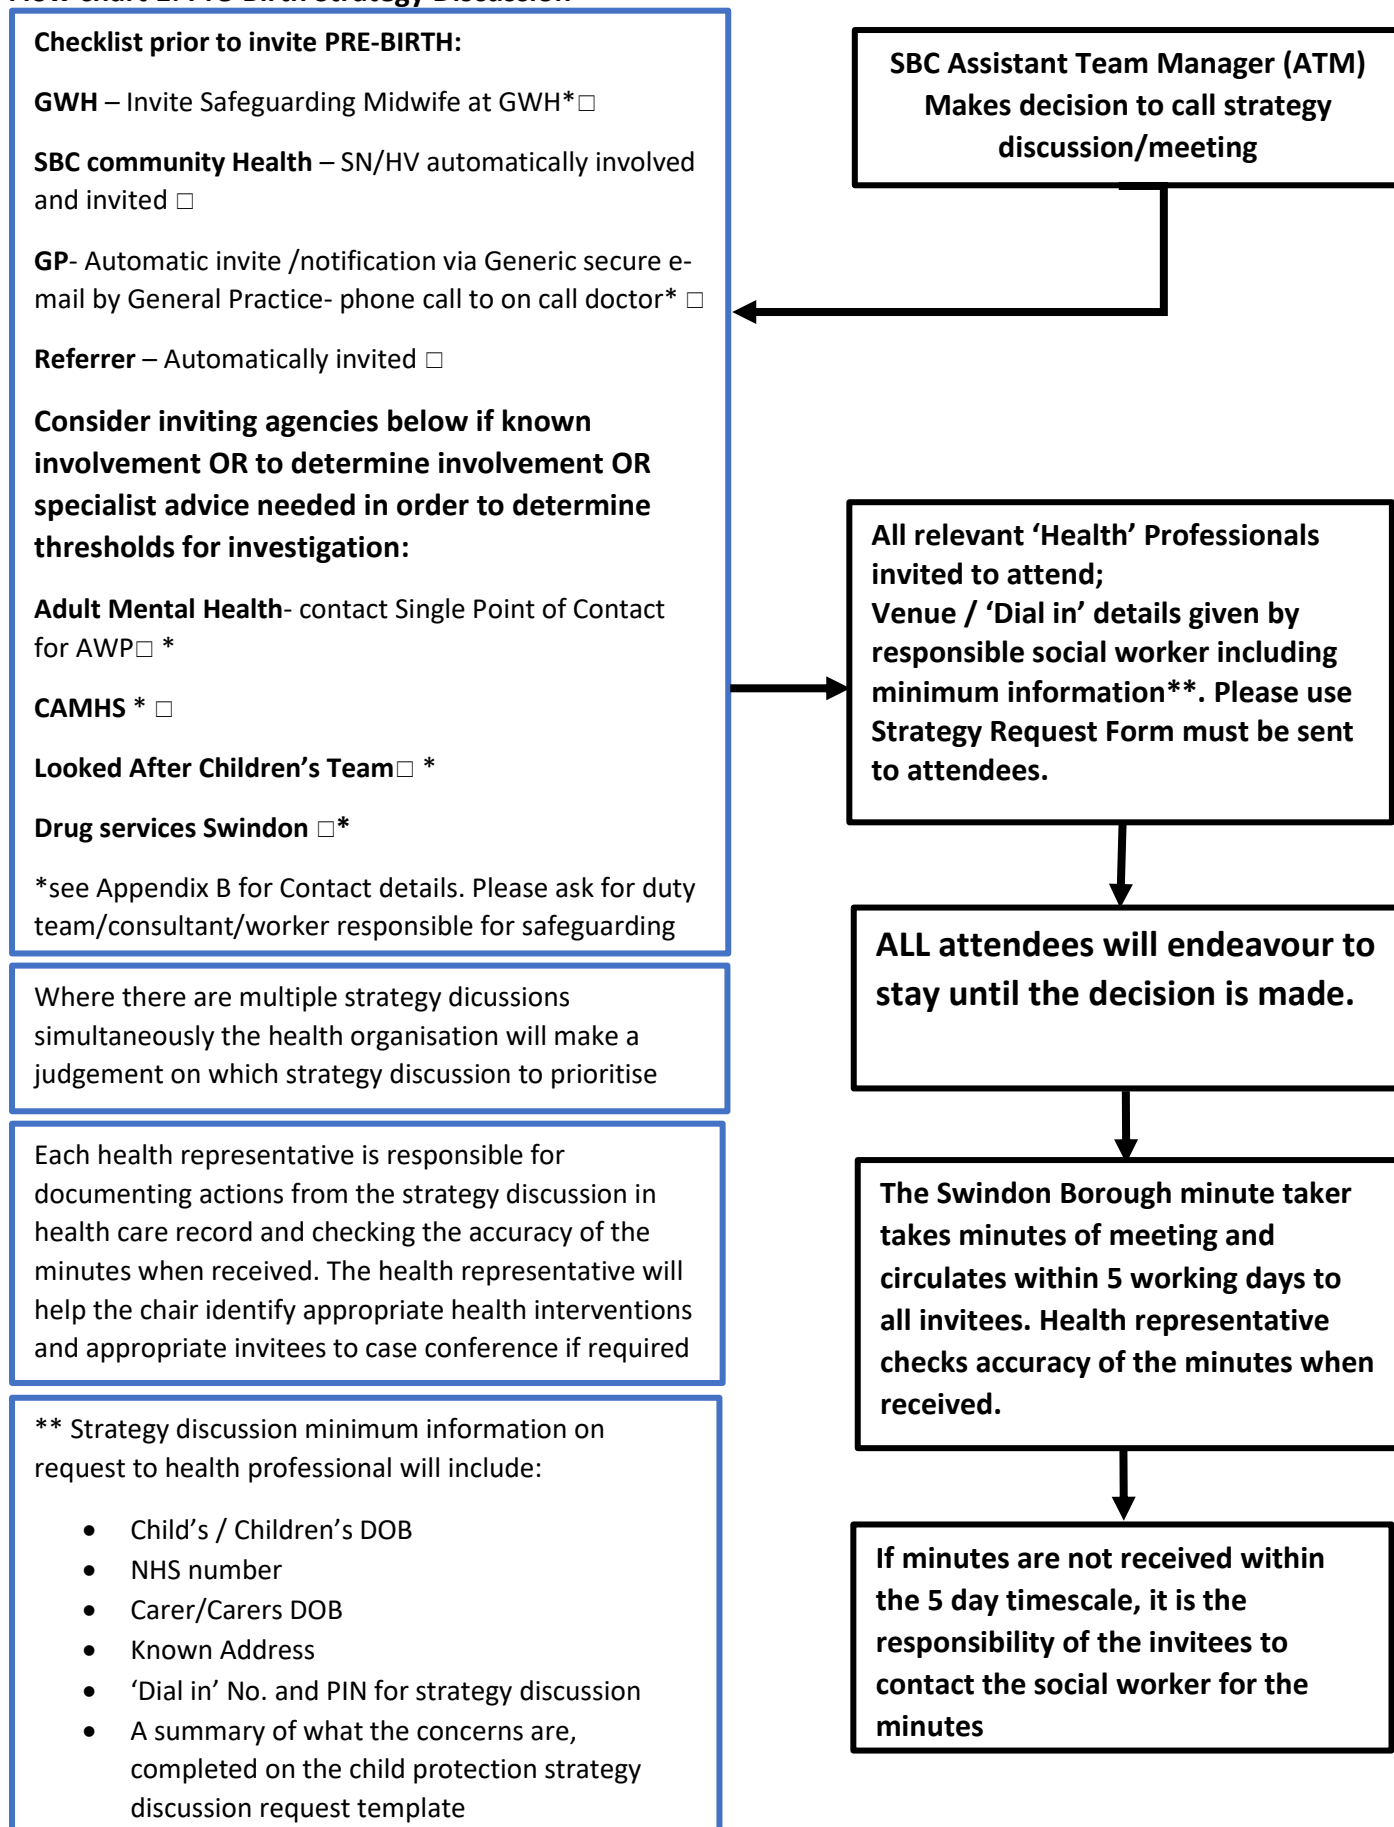 Checklist prior to invite PRE-BIRTH:
GWH – Invite Safeguarding Midwife at GWH*□
SBC community Health – SN/HV automatically involved
and invited □
GP- Automatic invite /notification via Generic secure e-
mail by General Practice- phone call to on call doctor* □
Referrer – Automatically invited □
Consider inviting agencies below if known
involvement OR to determine involvement OR
specialist advice needed in order to determine
thresholds for investigation:
Adult Mental Health- contact Single Point of Contact
for AWP□ *
CAMHS * □
Looked After Children’s Team□ *
Drug services Swindon □*
*see Appendix B for Contact details. Please ask for duty
team/consultant/worker responsible for safeguarding
Where there are multiple strategy dicussions
simultaneously the health organisation will make a
judgement on which strategy discussion to prioritise
Each health representative is responsible for
documenting actions from the strategy discussion in
health care record and checking the accuracy of the
minutes when received. The health representative will
help the chair identify appropriate health interventions
and appropriate invitees to case conference if required
** Strategy discussion minimum information on
request to health professional will include:
• Child’s / Children’s DOB
• NHS number
• Carer/Carers DOB
• Known Address
• ‘Dial in’ No. and PIN for strategy discussion
• A summary of what the concerns are,
completed on the child protection strategy
discussion request template
SBC Assistant Team Manager (ATM)
Makes decision to call strategy
discussion/meeting
All relevant ‘Health’ Professionals
invited to attend;
Venue / ‘Dial in’ details given by
responsible social worker including
minimum information**. Please use
Strategy Request Form must be sent
to attendees.
ALL attendees will endeavour to
stay until the decision is made.
The Swindon Borough minute taker
takes minutes of meeting and
circulates within 5 working days to
all invitees. Health representative
checks accuracy of the minutes when
received.
If minutes are not received within
the 5 day timescale, it is the
responsibility of the invitees to
contact the social worker for the
minutes